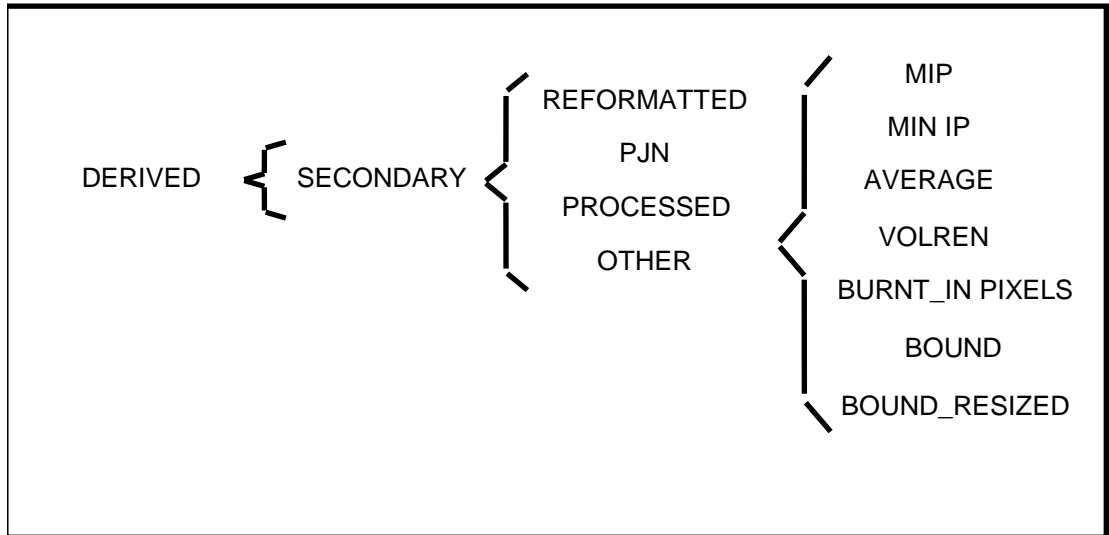 DERIVED
SECONDARY
REFORMATTED
PJN
PROCESSED
OTHER
MIP
MIN IP
AVERAGE
VOLREN
BURNT_IN PIXELS
BOUND
BOUND_RESIZED